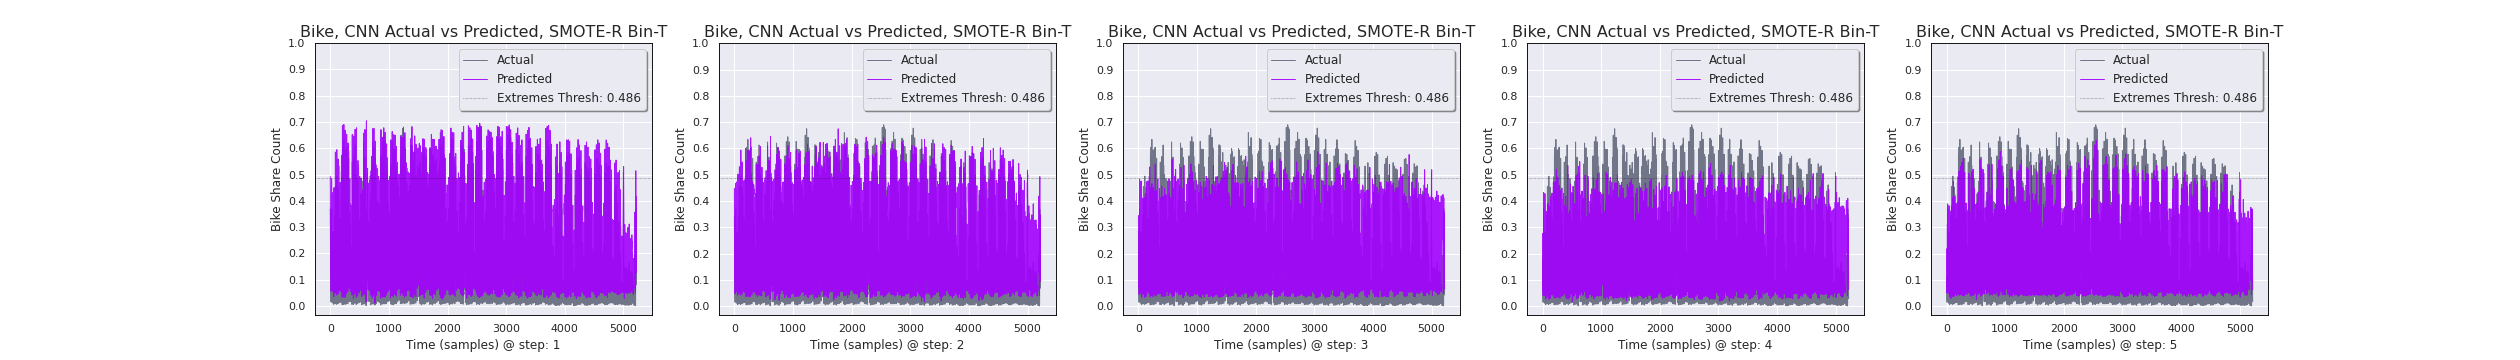 Bike, CNN Actual vs Predicted, SMOTE-R Bin-T
Bike Share Count
1.0
0.9
0.8
0.7
0.6
0.5
0.4
0.3
0.2
0.1
0.0
Actual
Predicted
Extremes Thresh: 0.486
0 1000 2000 3000 4000 5000
Time (samples) @ step: 1
Bike, CNN Actual vs Predicted, SMOTE-R Bin-T
Bike Share Count
1.0
0.9
0.8
0.7
0.6
0.5
0.4
0.3
0.2
0.1
0.0
Actual
Predicted
Extremes Thresh: 0.486
0 1000 2000 3000 4000 5000
Time (samples) @ step: 2
Bike, CNN Actual vs Predicted, SMOTE-R Bin-T
Bike Share Count
1.0
0.9
0.8
0.7
0.6
0.5
0.4
0.3
0.2
0.1
0.0
Actual
Predicted
Extremes Thresh: 0.486
0 1000 2000 3000 4000 5000
Time (samples) @ step: 3
Bike, CNN Actual vs Predicted, SMOTE-R Bin-T
Bike Share Count
1.0
0.9
0.8
0.7
0.6
0.5
0.4
0.3
0.2
0.1
0.0
Actual
Predicted
Extremes Thresh: 0.486
0 1000 2000 3000 4000 5000
Time (samples) @ step: 4
Bike, CNN Actual vs Predicted, SMOTE-R Bin-T
Bike Share Count
1.0
0.9
0.8
0.7
0.6
0.5
0.4
0.3
0.2
0.1
0.0
Actual
Predicted
Extremes Thresh: 0.486
0 1000 2000 3000 4000 5000
Time (samples) @ step: 5